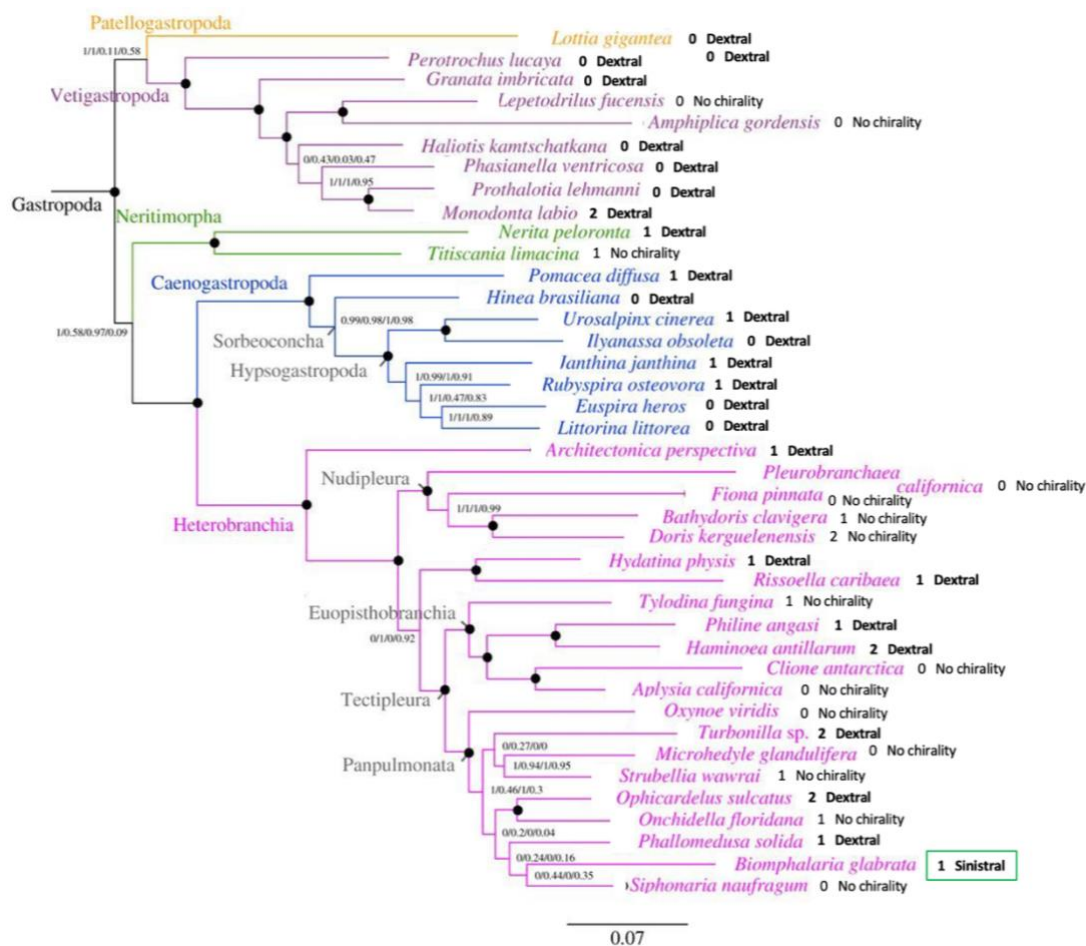 Patellogastropoda
1/1/0.11/0.58
Lottia gigantea 0 Dextral
Perotrochus lucaya 0 Dextral 0 Dextral
Granata imbricata 0 Dextral
Vetigastropoda
Lepetodrilus fucensis 0 No chirality
Amphiplica gordensis 0 No chirality
Haliotis kamtschatkana 0 Dextral
0/0.43/0.03/0.47
Phasianella ventricosa 0 Dextral
1/1/1/0.95
Prothalotia lehmanni 0 Dextral
Gastropoda
Monodonta labio 2 Dextral
Neritimorpha
Nerita peloronta 1 Dextral
Titiscania limacina 1 No chirality
Caenogastropoda
Pomacea diffusa 1 Dextral
Hinea brasiliana 0 Dextral
0.99/0.98/1/0.98
Urosalpinx cinerea 1 Dextral
1/0.58/0.97/0.09
Sorbeoconcha
Ilyanassa obsoleta 0 Dextral
Hypsogastropoda
Janthina janthina 1 Dextral
1/0.99/1/0.91
Rubyspira osteovora 1 Dextral
1/1/0.47/0.83
Euspira heros 0 Dextral
1/1/1/0.89
Littorina littorea 0 Dextral
Architectonica perspectiva 1 Dextral
Nudipleura
Pleurobranchaea
californica 0 No chirality
Fiona pinnata 0 No chirality
1/1/1/0.99
Bathydoris clavigera 1 No chirality
Heterobranchia
Doris kerguelenensis 2 No chirality
Hydatina physis 1 Dextral
Rissoella caribaea 1 Dextral
Tylodina fungina 1 No chirality
Euopisthobranchia
Philine angasi 1 Dextral
0/1/0/0.92
Haminoea antillarum 2 Dextral
Clione antarctica 0 No chirality
Aplysia californica 0 No chirality
Tectipleura
Oxynoe viridis 0 No chirality
Turbonilla sp. 2 Dextral
0/0.27/0/0
Microhedyle glandulifera 0 No chirality
Panpulmonata
1/0.94/1/0.95
Strubellia wawrai 1 No chirality
1/0.46/1/0.3
Ophicardelus sulcatus 2 Dextral
Onchidella floridana 1 No chirality
0/0.2/0/0.04
Phallomedusa solida 1 Dextral
0/0.24/0/0.16
Biomphalaria glabrata 1 Sinistral
0/0.44/0/0.35
Siphonaria naufragum 0 No chirality
0.07